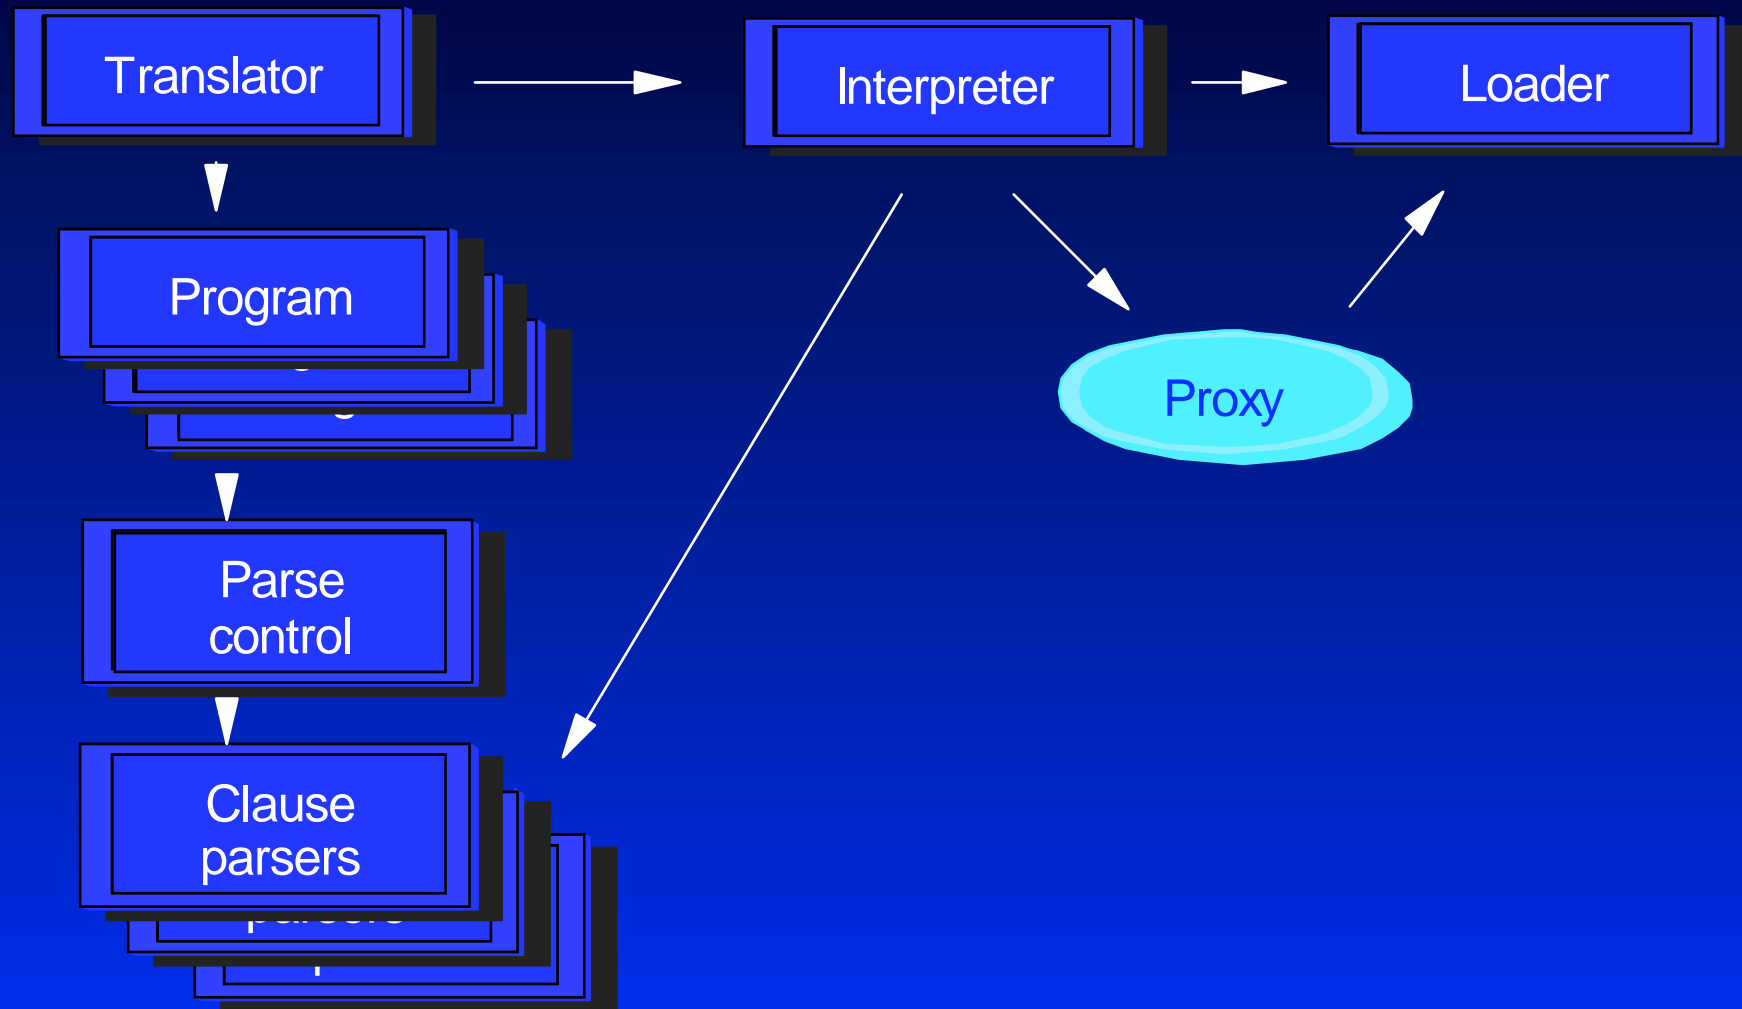 Translator
Interpreter
Loader
Program
Proxy
Parse
control
Clause
parsers